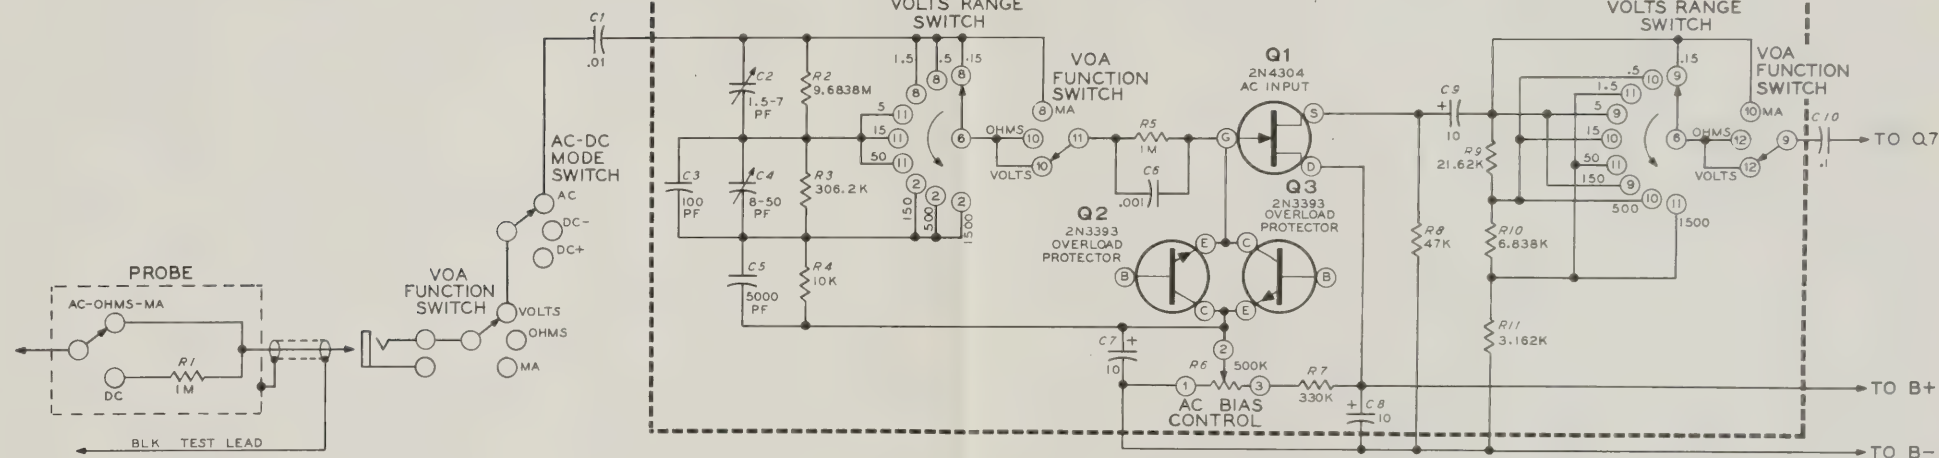 VOLTS RANGE
SWITCH
VOLTS RANGE
SWITCH
C1
.01
C2
1.5-7
PF
R2
9.6838M
1.5
.5
.15
8
8
8
VOA
FUNCTION
SWITCH
8
MA
Q1
2N4304
AC INPUT
S
G
D
C9
+
10
.15
9
.5
10
1.5
11
5
9
15
10
50
11
150
9
500
10
11
1500
6
VOA
FUNCTION
SWITCH
10
MA
OHMS
12
VOLTS
12
9
C10
.1
TO Q7
5
11
15
11
50
11
6
OHMS
10
VOLTS
10
11
R5
1M
C6
.001
C3
100
PF
C4
8-50
PF
R3
306.2K
2
2
2
150
500
1500
R9
21.62K
R8
47K
R10
6.838K
R11
3.162K
Q2
2N3393
OVERLOAD
PROTECTOR
Q3
2N3393
OVERLOAD
PROTECTOR
E
C
B
B
C
E
C5
5000
PF
R4
10K
AC-DC
MODE
SWITCH
AC
DC-
DC+
PROBE
AC-OHMS-MA
R1
1M
DC
VOA
FUNCTION
SWITCH
VOLTS
OHMS
MA
BLK TEST LEAD
C7
+
10
2
R6
500K
1
3
R7
330K
AC BIAS
CONTROL
+
C8
10
TO B+
TO B-